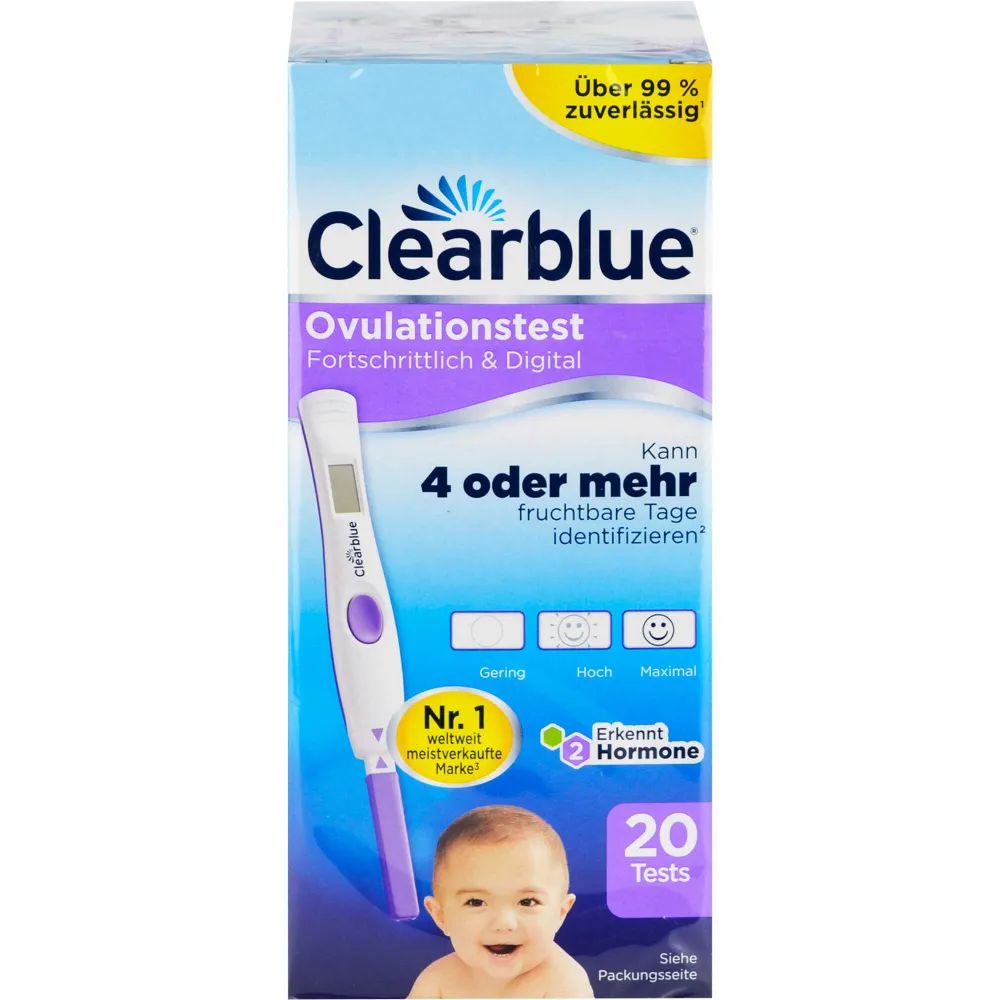 Über 99 %
zuverlässig¹
Clearblue®
Ovulationstest
Fortschrittlich & Digital
Kann
4 oder mehr
fruchtbare Tage
identifizieren²
Clearblue
Gering Hoch Maximal
Nr. 1
weltweit
meistverkaufte
Marke³
2 Erkennt
Hormone
20
Tests
Siehe
Packungsseite